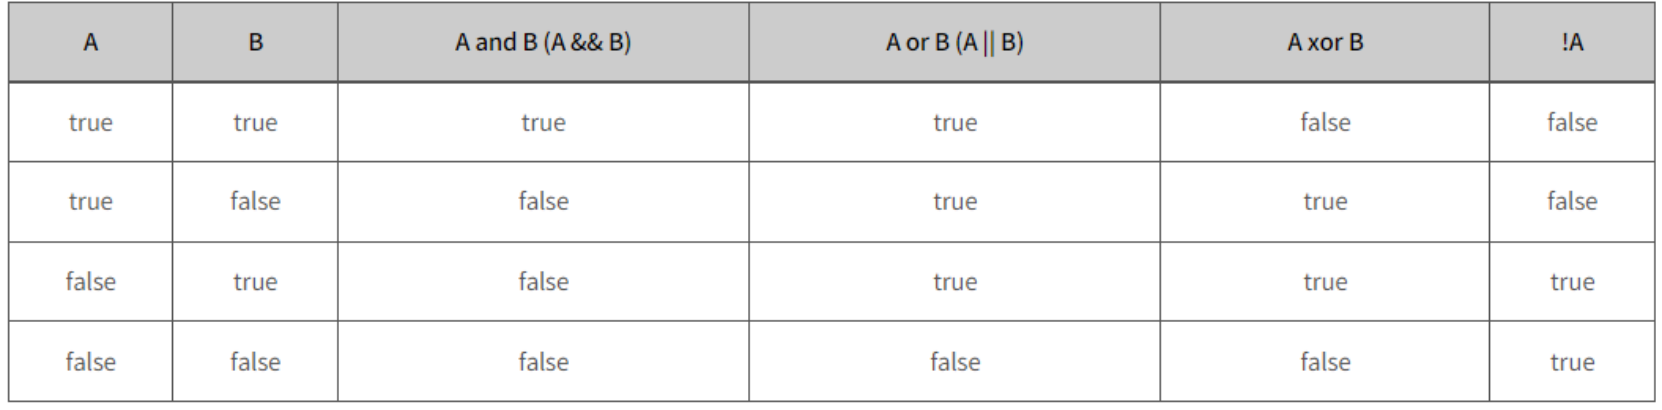 A B A and B (A && B) A or B (A || B) A xor B !A
true true true true false false
true false false true true false
false true false true true true
false false false false false true